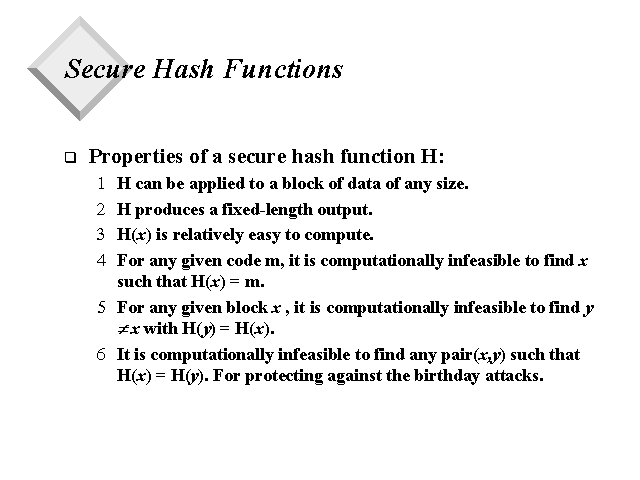 Secure Hash Functions
❑ Properties of a secure hash function H:
1 H can be applied to a block of data of any size.
2 H produces a fixed-length output.
3 H(x) is relatively easy to compute.
4 For any given code m, it is computationally infeasible to find x
such that H(x) = m.
5 For any given block x , it is computationally infeasible to find y
≠x with H(y) = H(x).
6 It is computationally infeasible to find any pair(x,y) such that
H(x) = H(y). For protecting against the birthday attacks.